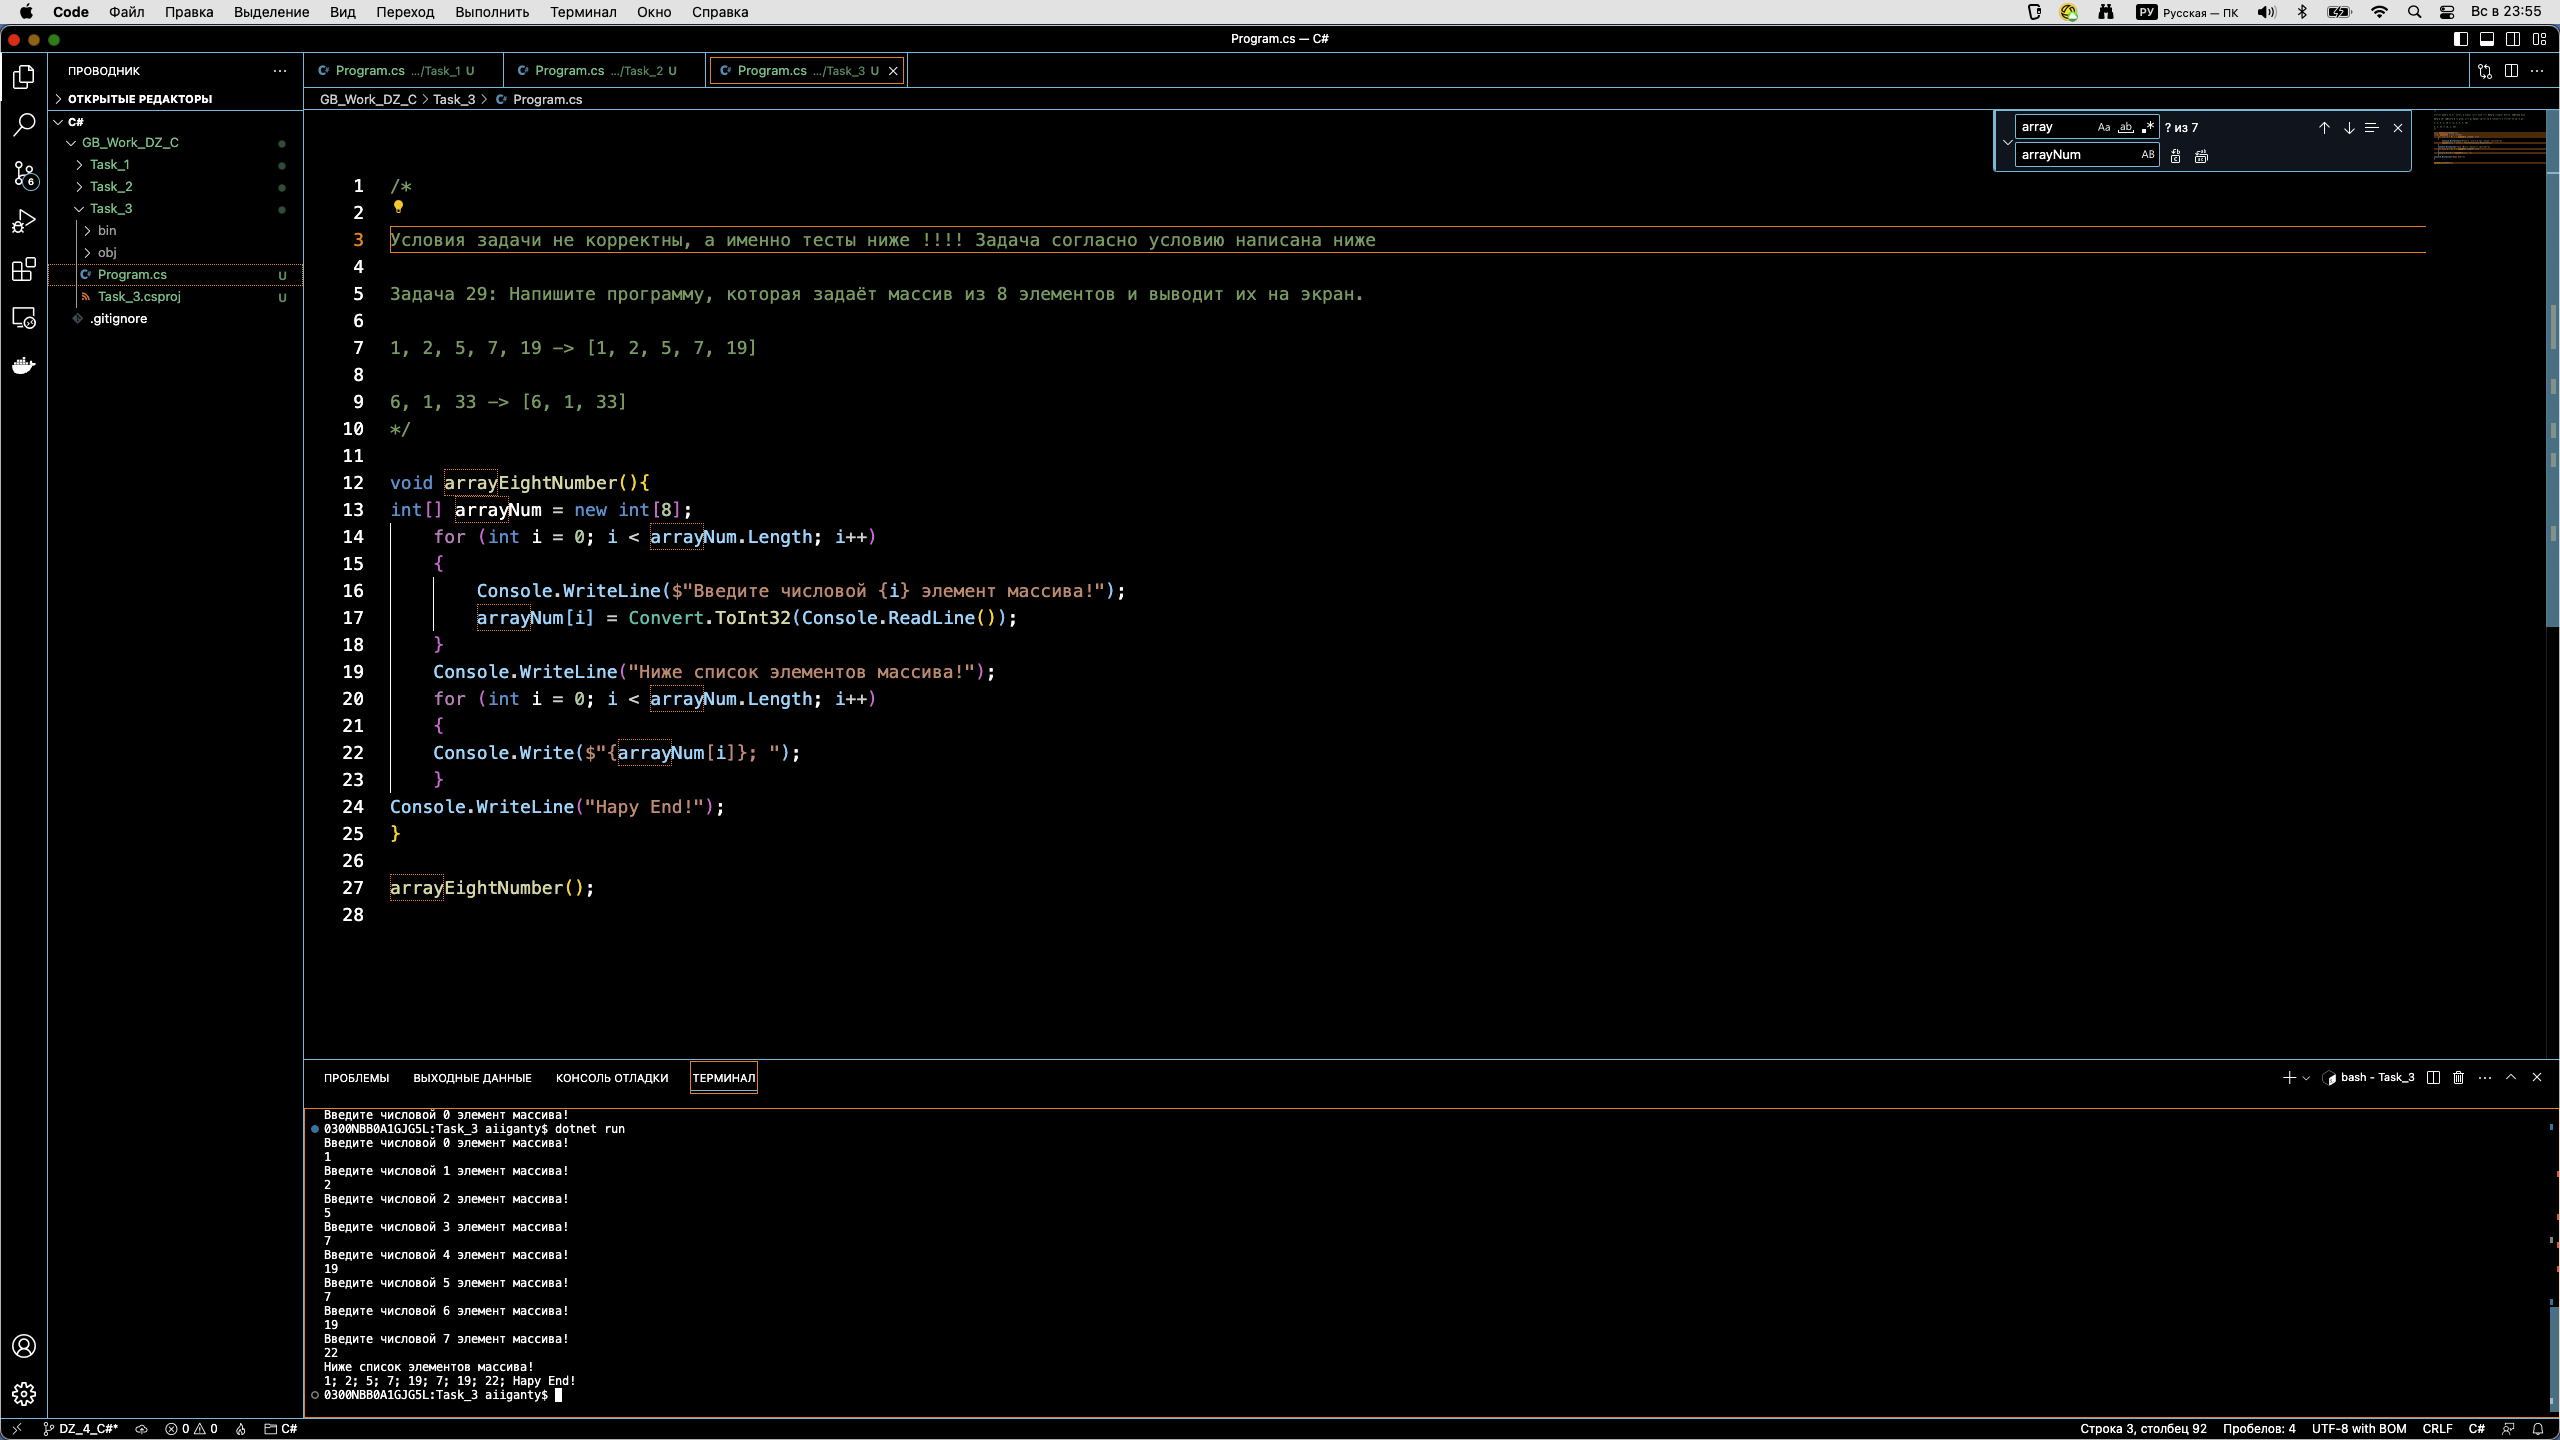 Code Файл Правка Выделение Вид Переход Выполнить Терминал Окно Справка РУ Русская — ПК Вс в 23:55
Program.cs — C#
ПРОВОДНИК
Program.cs .../Task_1 U Program.cs .../Task_2 U Program.cs .../Task_3 U
ОТКРЫТЫЕ РЕДАКТОРЫ
GB_Work_DZ_C > Task_3 > Program.cs
C#
GB_Work_DZ_C
Task_1
6
Task_2
Task_3
bin
obj
Program.cs U
Task_3.csproj U
.gitignore
array Aa ab ? из 7
arrayNum AB
1 /*
2
3 Условия задачи не корректны, а именно тесты ниже !!!! Задача согласно условию написана ниже
4
5 Задача 29: Напишите программу, которая задаёт массив из 8 элементов и выводит их на экран.
6
7 1, 2, 5, 7, 19 -> [1, 2, 5, 7, 19]
8
9 6, 1, 33 -> [6, 1, 33]
10 */
11
12 void arrayEightNumber(){
13 int[] arrayNum = new int[8];
14 for (int i = 0; i < arrayNum.Length; i++)
15 {
16 Console.WriteLine($"Введите числовой {i} элемент массива!");
17 arrayNum[i] = Convert.ToInt32(Console.ReadLine());
18 }
19 Console.WriteLine("Ниже список элементов массива!");
20 for (int i = 0; i < arrayNum.Length; i++)
21 {
22 Console.Write($"{arrayNum[i]}; ");
23 }
24 Console.WriteLine("Hapy End!");
25 }
26
27 arrayEightNumber();
28
ПРОБЛЕМЫ ВЫХОДНЫЕ ДАННЫЕ КОНСОЛЬ ОТЛАДКИ ТЕРМИНАЛ bash - Task_3
Введите числовой 0 элемент массива!
0300NBB0A1GJG5L:Task_3 aiiganty$ dotnet run
Введите числовой 0 элемент массива!
1
Введите числовой 1 элемент массива!
2
Введите числовой 2 элемент массива!
5
Введите числовой 3 элемент массива!
7
Введите числовой 4 элемент массива!
19
Введите числовой 5 элемент массива!
7
Введите числовой 6 элемент массива!
19
Введите числовой 7 элемент массива!
22
Ниже список элементов массива!
1; 2; 5; 7; 19; 7; 19; 22; Hapy End!
0300NBB0A1GJG5L:Task_3 aiiganty$
DZ_4_C#* 0 0 C# Строка 3, столбец 92 Пробелов: 4 UTF-8 with BOM CRLF C#